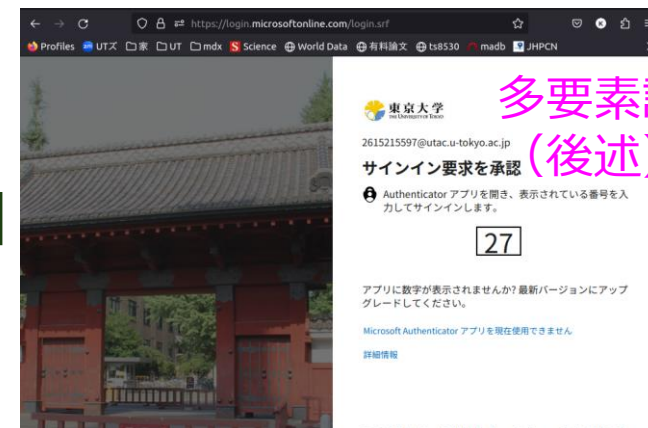 https://login.microsoftonline.com/login.srf
Profiles UTズ 家 UT mdx Science World Data 有料論文 ts8530 madb JHPCN
多要素
東京大学
THE UNIVERSITY OF TOKYO
2615215597@utac.u-tokyo.ac.jp
サインイン要求を承認
(後述)
Authenticator アプリを開き、表示されている番号を入
力してサインインします。
27
アプリに数字が表示されませんか? 最新バージョンにアップ
グレードしてください。
Microsoft Authenticator アプリを現在使用できません
詳細情報